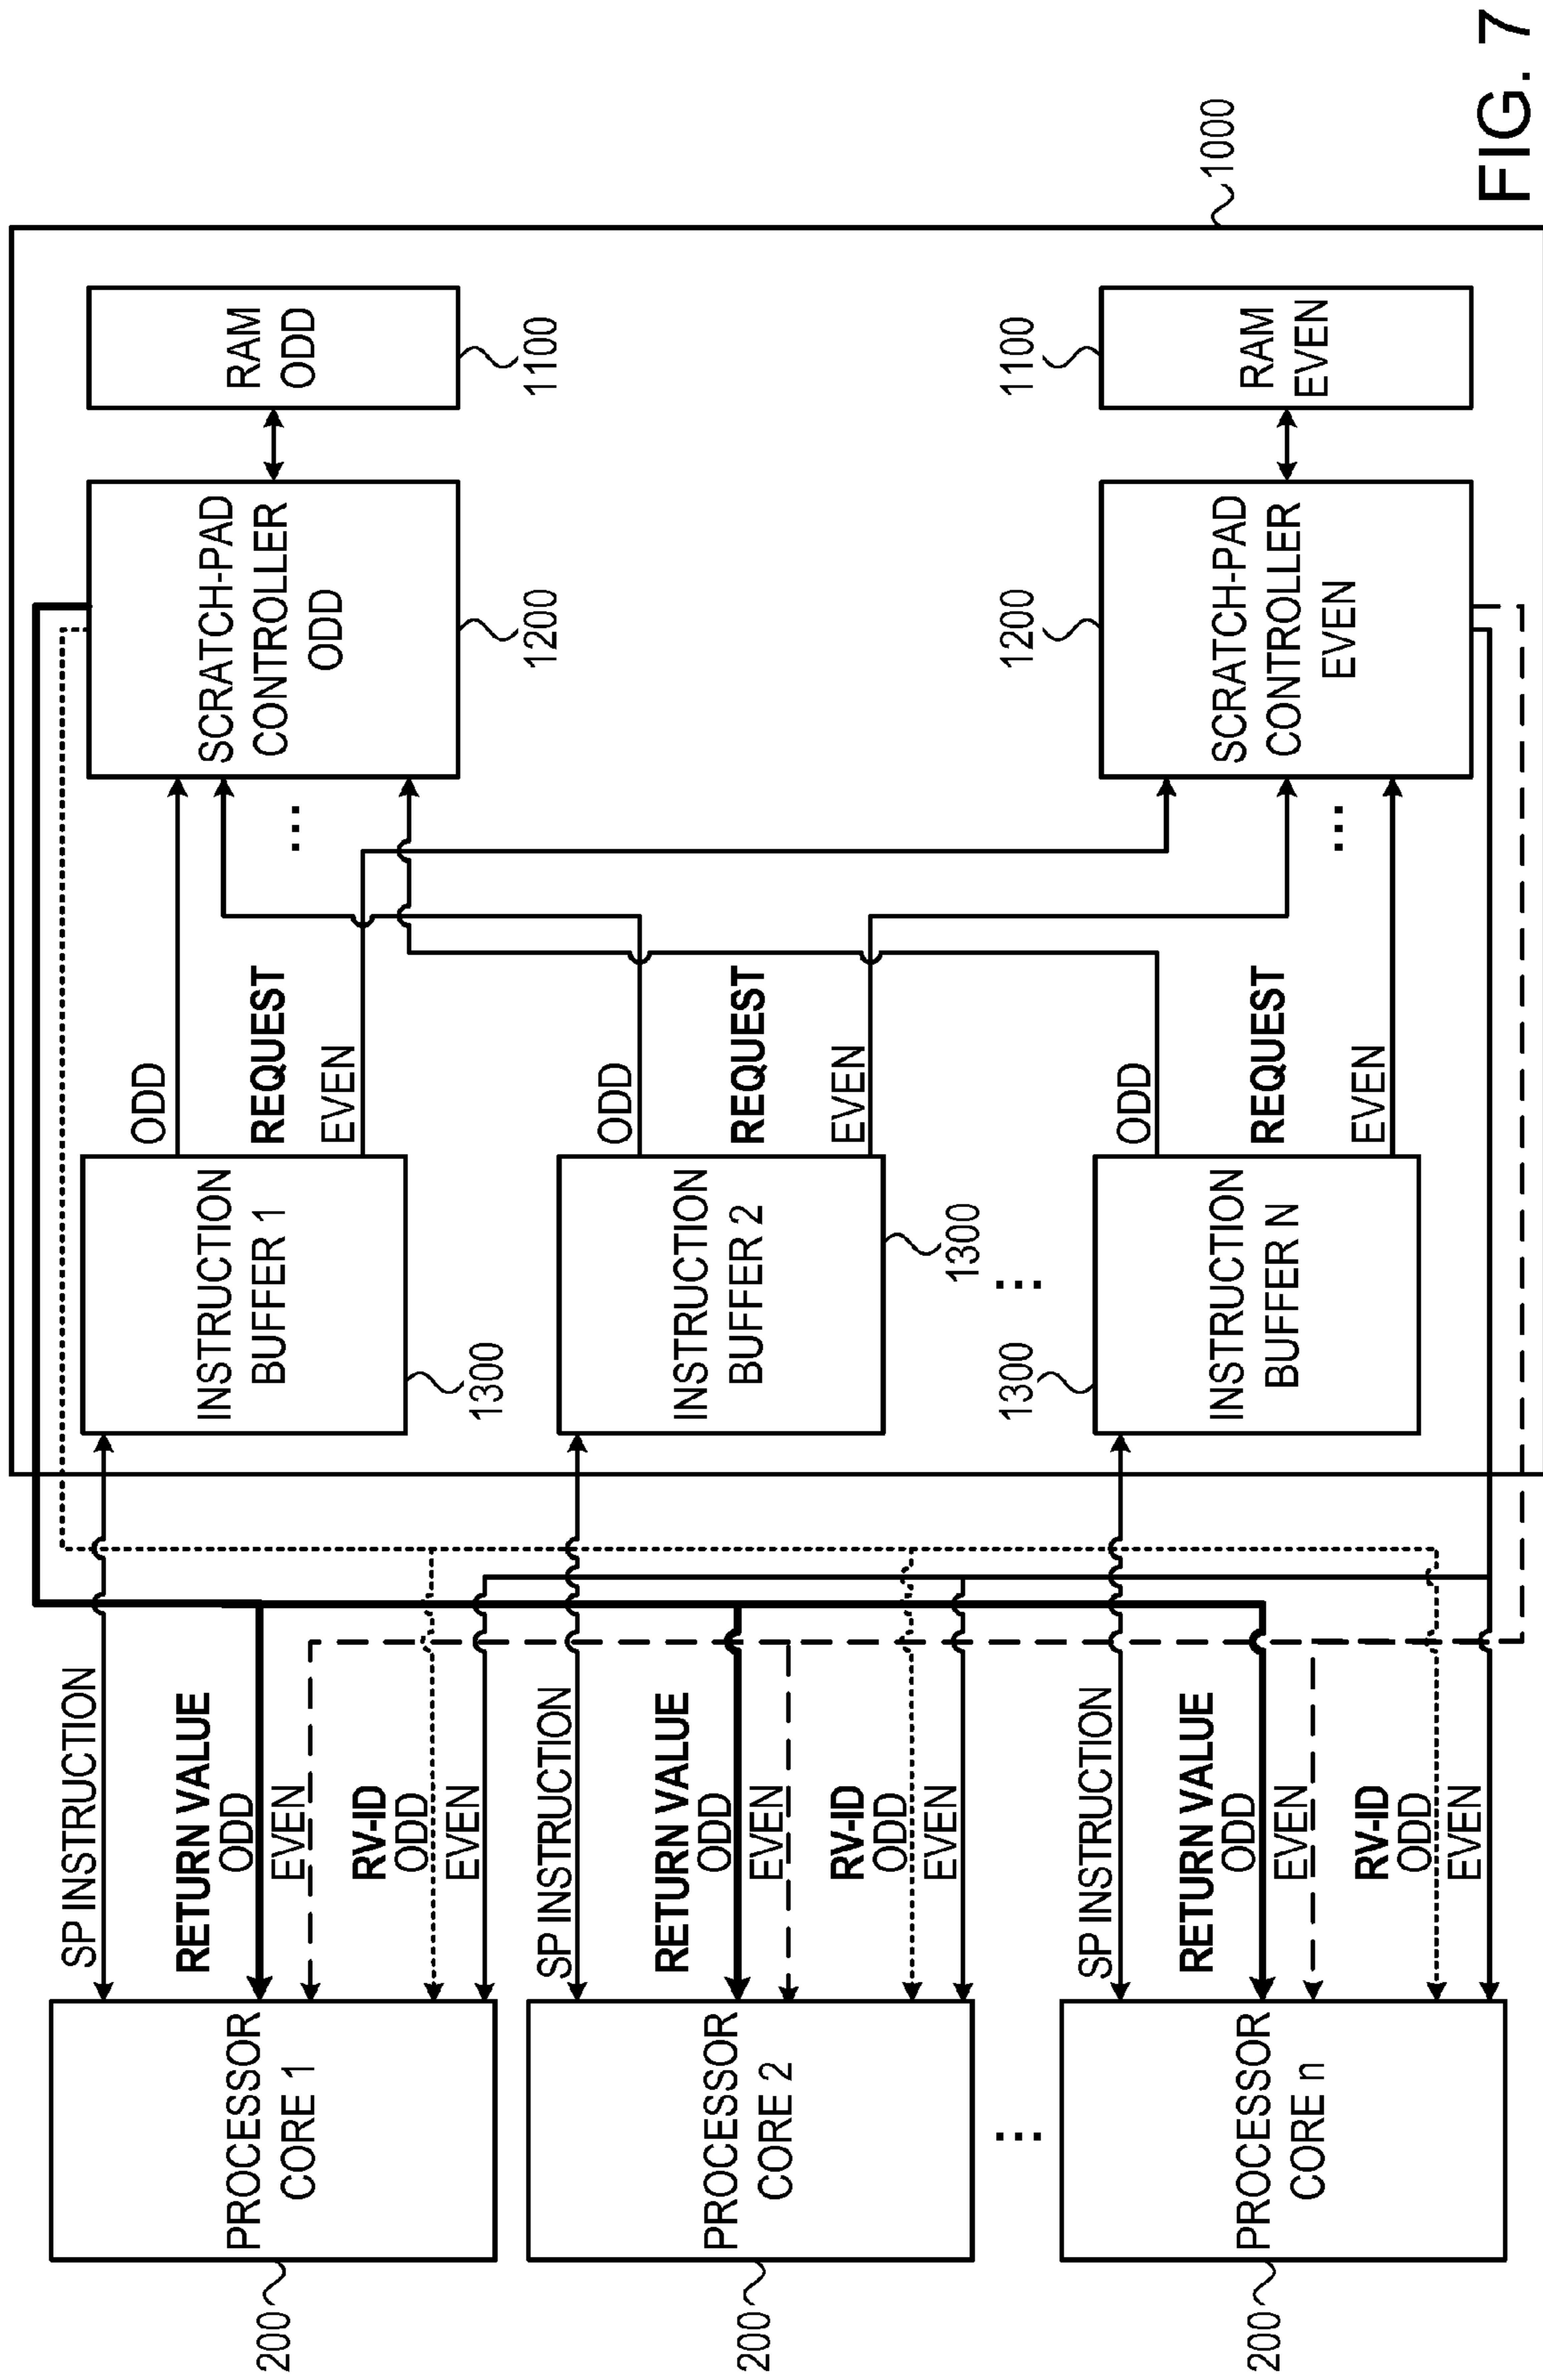 200
PROCESSOR
CORE 1
SP INSTRUCTION
RETURN VALUE
ODD
EVEN
RV-ID
ODD
EVEN
INSTRUCTION
BUFFER 1
1300
ODD
REQUEST
EVEN
SCRATCH-PAD
CONTROLLER
ODD
1200
RAM
ODD
1100
200
PROCESSOR
CORE 2
SP INSTRUCTION
RETURN VALUE
ODD
EVEN
RV-ID
ODD
EVEN
INSTRUCTION
BUFFER 2
1300
ODD
REQUEST
EVEN
...
...
...
...
200
PROCESSOR
CORE n
SP INSTRUCTION
RETURN VALUE
ODD
EVEN
RV-ID
ODD
EVEN
1300
INSTRUCTION
BUFFER N
ODD
REQUEST
EVEN
1200
SCRATCH-PAD
CONTROLLER
EVEN
1100
RAM
EVEN
1000
FIG. 7